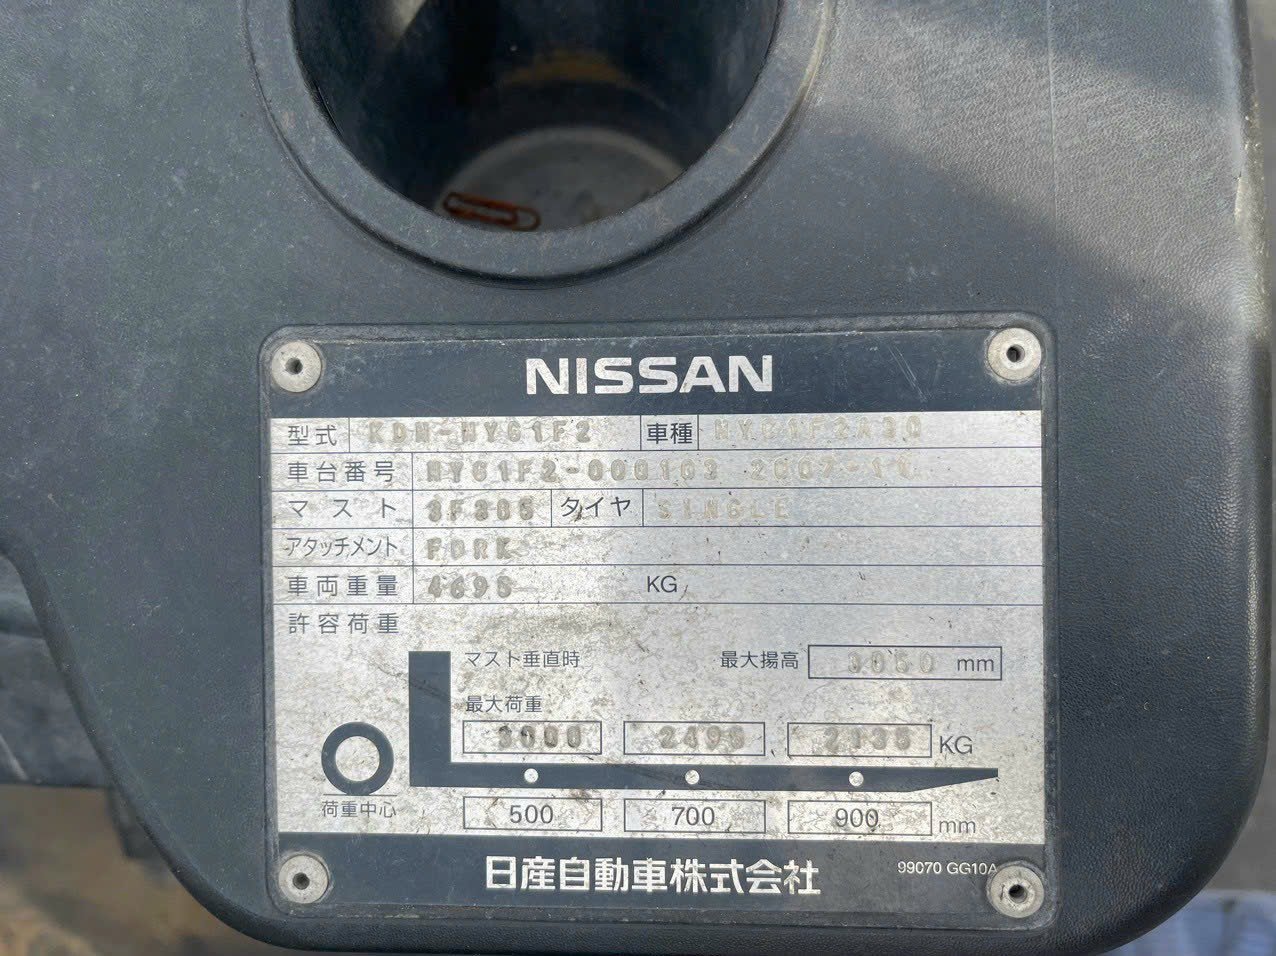 NISSAN
型式 KDN-NYG1F2 車種 NYG1F2A30
車台番号 NYG1F2-000103 2007-11
マスト 3F305 タイヤ SINGLE
アタッチメント FORK
車両重量 KG
許容荷重
マスト垂直時 最大揚高 3050 mm
最大荷重
3000 KG
荷重中心 500 700 900 mm
日産自動車株式会社 99070 GG10A